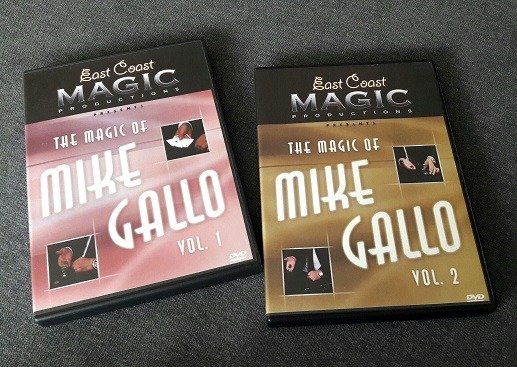 East Coast
MAGIC
PRODUCTIONS
PRESENTS
THE MAGIC OF
MIKE
GALLO
VOL. 1
DVD
East Coast
MAGIC
PRODUCTIONS
PRESENTS
THE MAGIC OF
MIKE
GALLO
VOL. 2
DVD